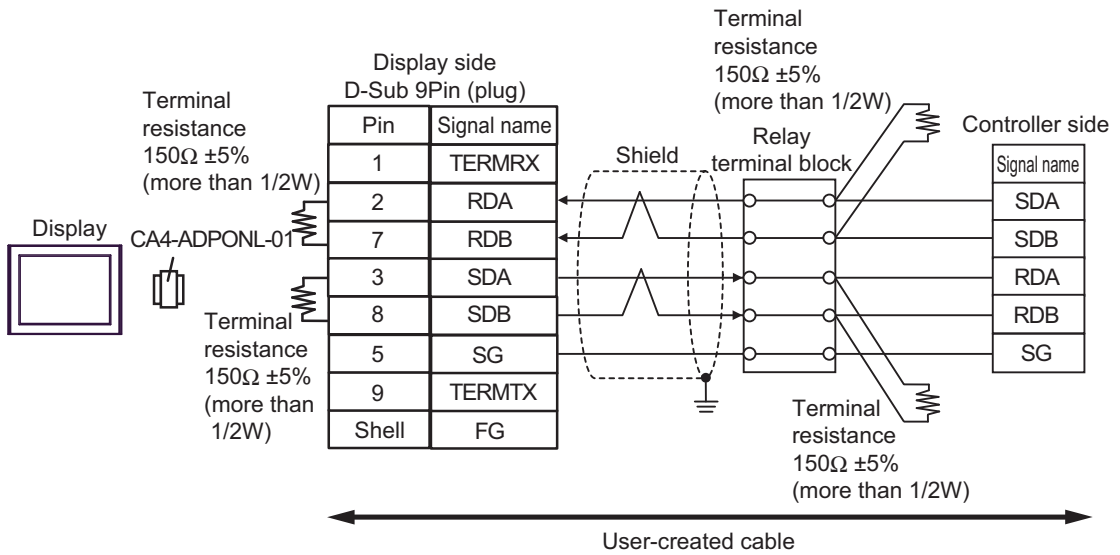 Terminal
resistance
150Ω ±5%
(more than 1/2W)
Display side
D-Sub 9Pin (plug)
Terminal
resistance
150Ω ±5%
(more than 1/2W)
Pin Signal name
1 TERMRX
2 RDA
7 RDB
3 SDA
8 SDB
5 SG
9 TERMTX
Shell FG
Shield
Relay
terminal block
Controller side
Signal name
SDA
SDB
RDA
RDB
SG
Display
CA4-ADPONL-01
Terminal
resistance
150Ω ±5%
(more than
1/2W)
Terminal
resistance
150Ω ±5%
(more than 1/2W)
User-created cable